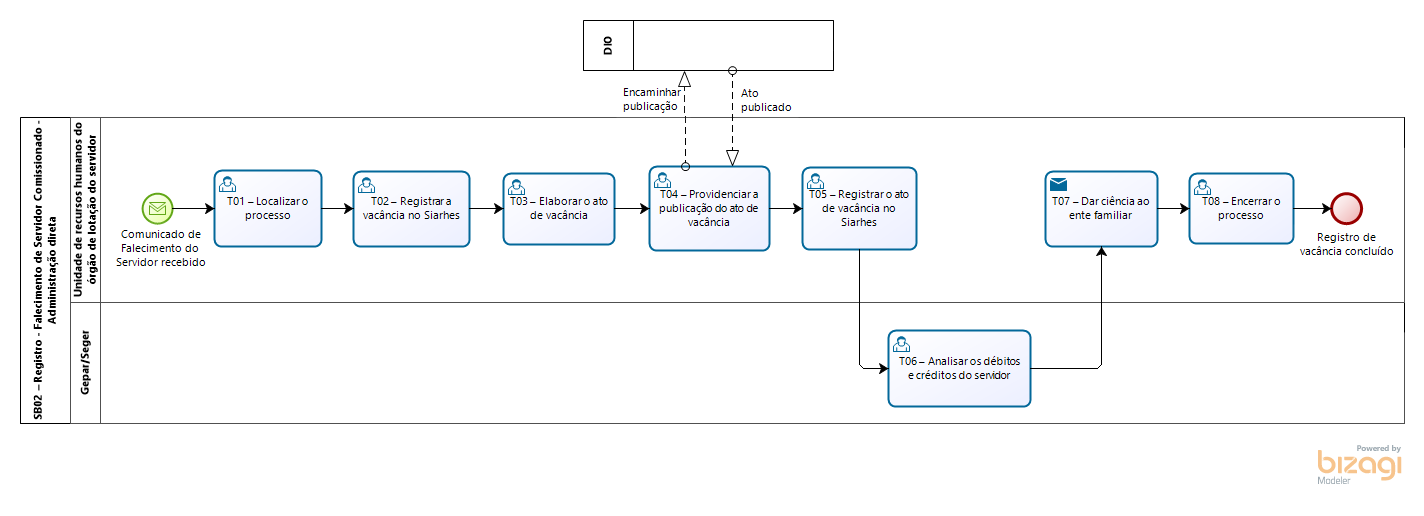 DIO
Encaminhar
publicação
Ato
publicado
SB02 – Registro - Falecimento de Servidor Comissionado -
Administração direta
Unidade de recursos humanos do
órgão de lotação do servidor
Comunicado de
Falecimento do
Servidor recebido
T01 – Localizar o
processo
T02 – Registrar a
vacância no Siarhes
T03 – Elaborar o ato
de vacância
T04 – Providenciar a
publicação do ato de
vacância
T05 – Registrar o ato
de vacância no
Siarhes
T07 – Dar ciência ao
ente familiar
T08 – Encerrar o
processo
Registro de
vacância concluído
Gepar/Seger
T06 – Analisar os débitos
e créditos do servidor
Powered by
bizagi
Modeler